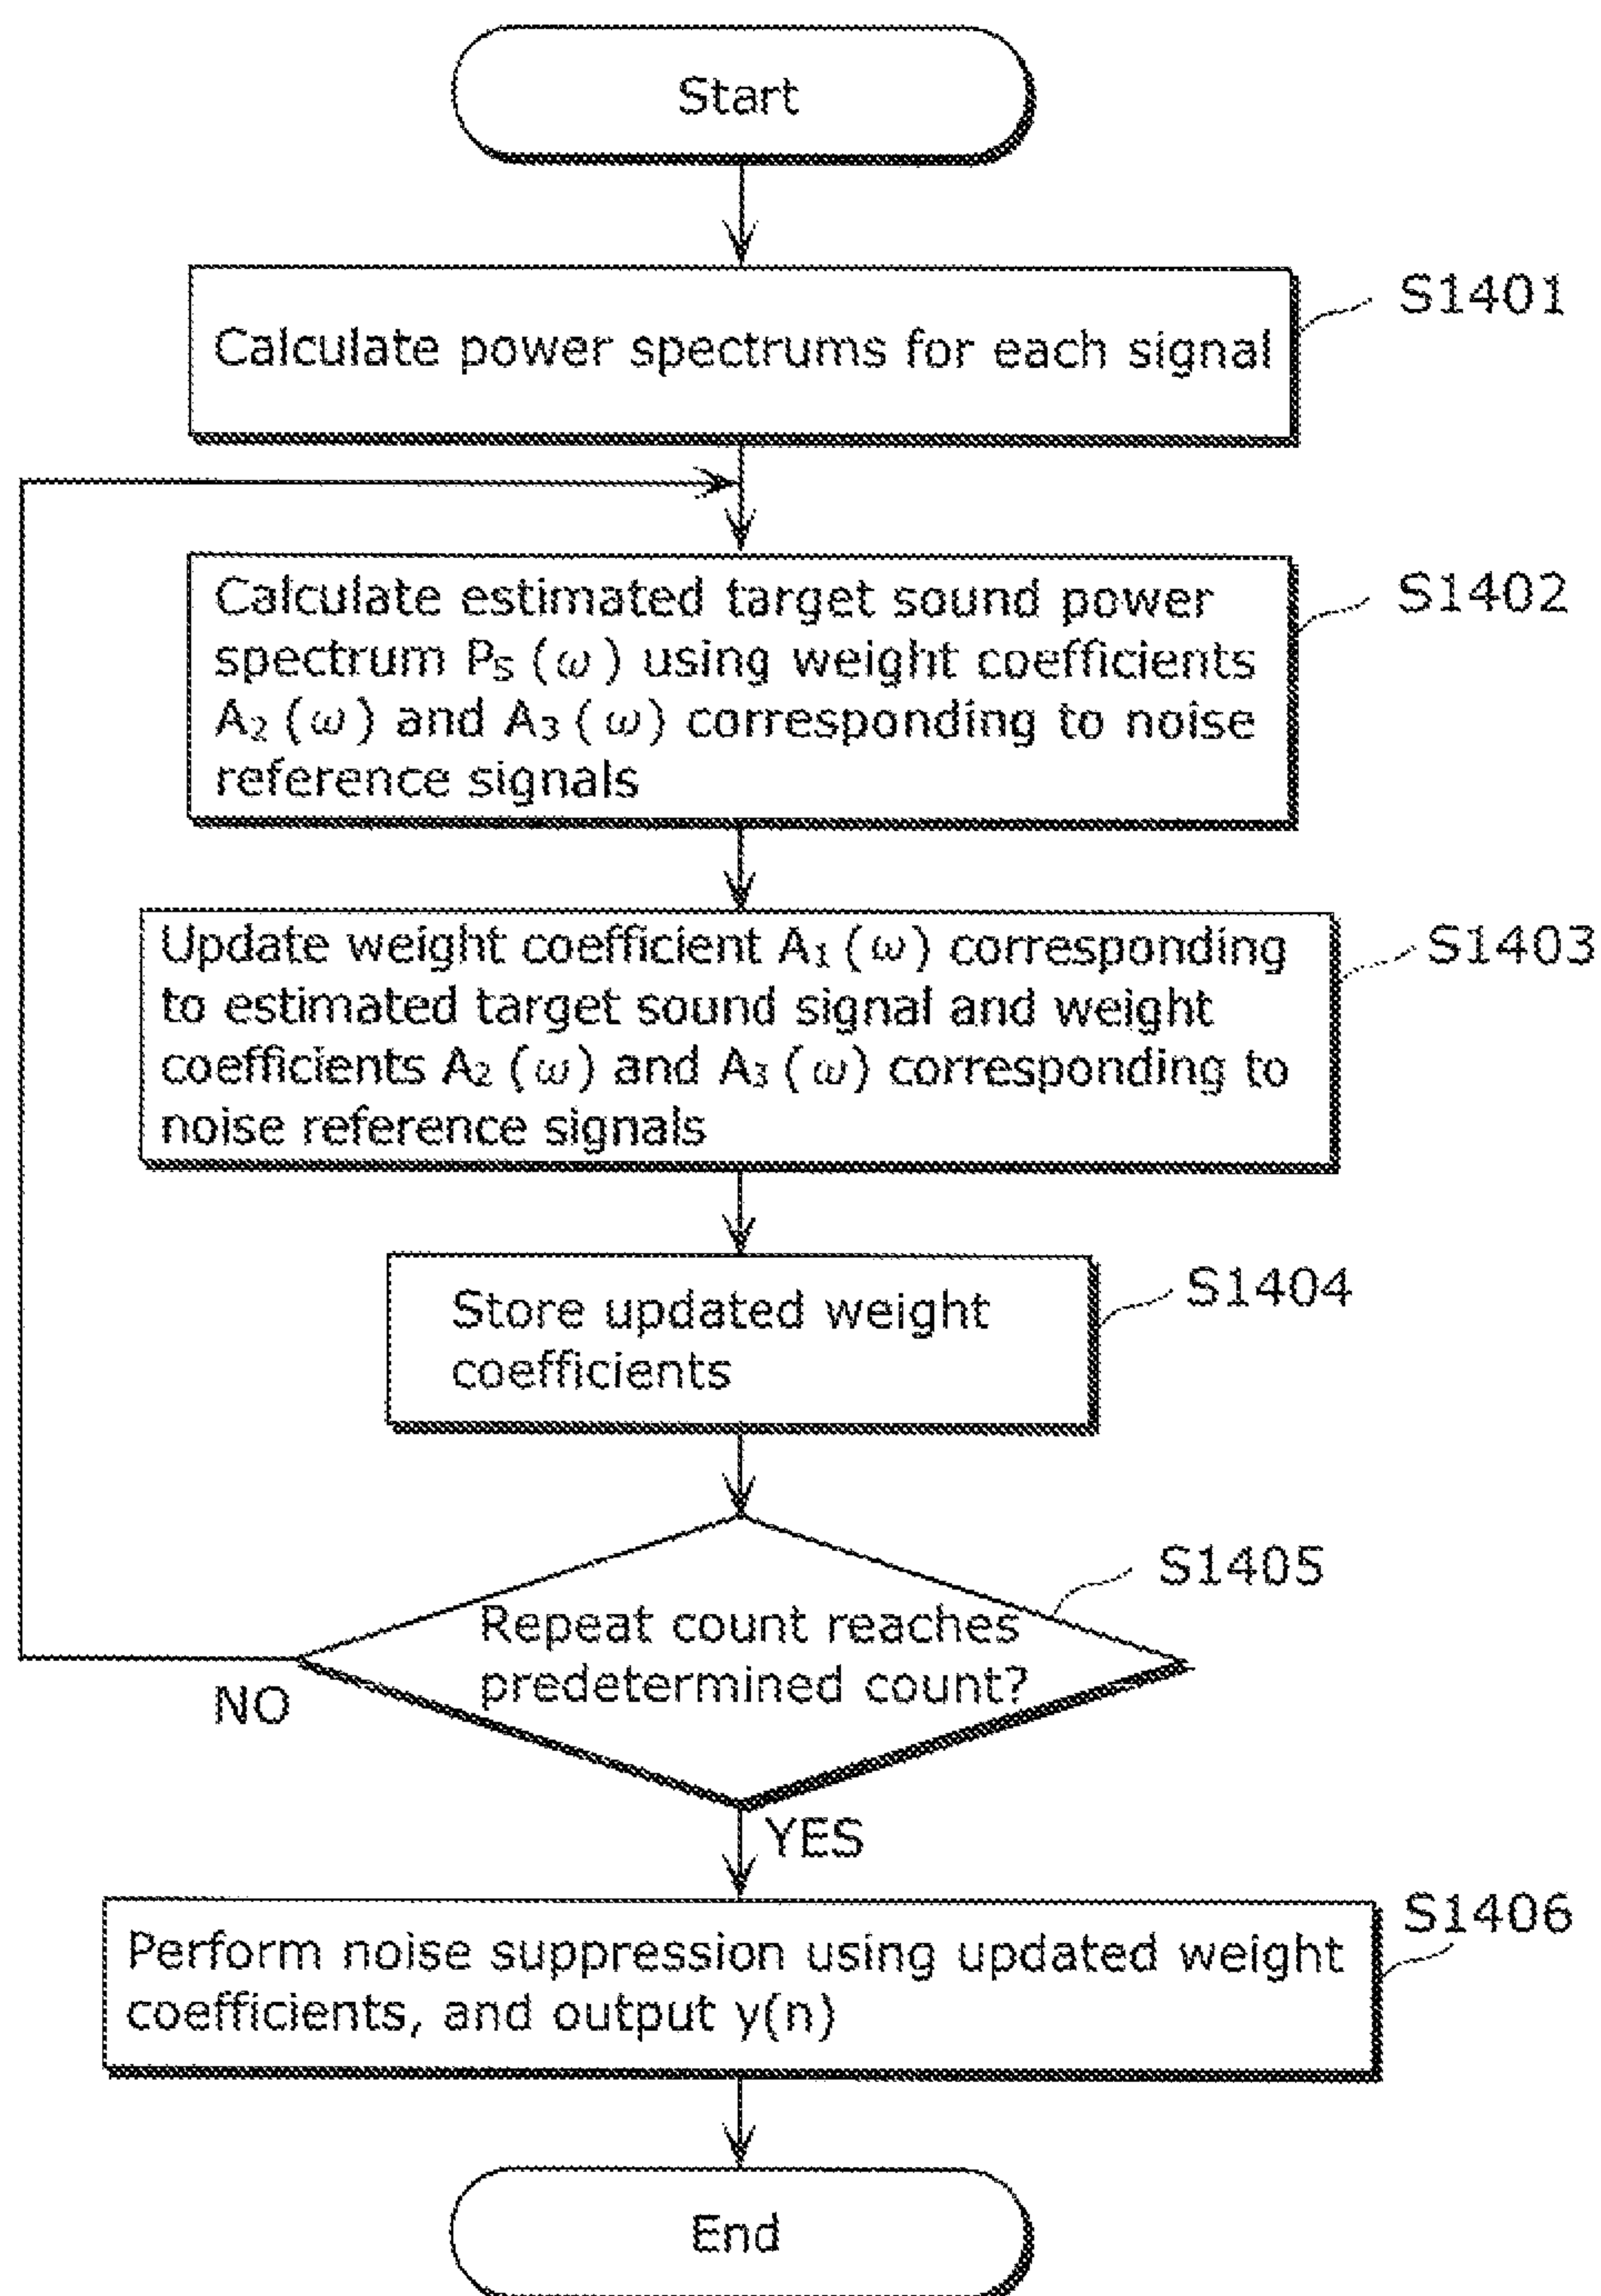 Start
Calculate power spectrums for each signal
S1401
Calculate estimated target sound power
spectrum P₅(ω) using weight coefficients
A₂(ω) and A₃(ω) corresponding to noise
reference signals
S1402
Update weight coefficient A₁(ω) corresponding
to estimated target sound signal and weight
coefficients A₂(ω) and A₃(ω) corresponding to
noise reference signals
S1403
Store updated weight
coefficients
S1404
Repeat count reaches
predetermined count?
S1405
NO
YES
Perform noise suppression using updated weight
coefficients, and output y(n)
S1406
End